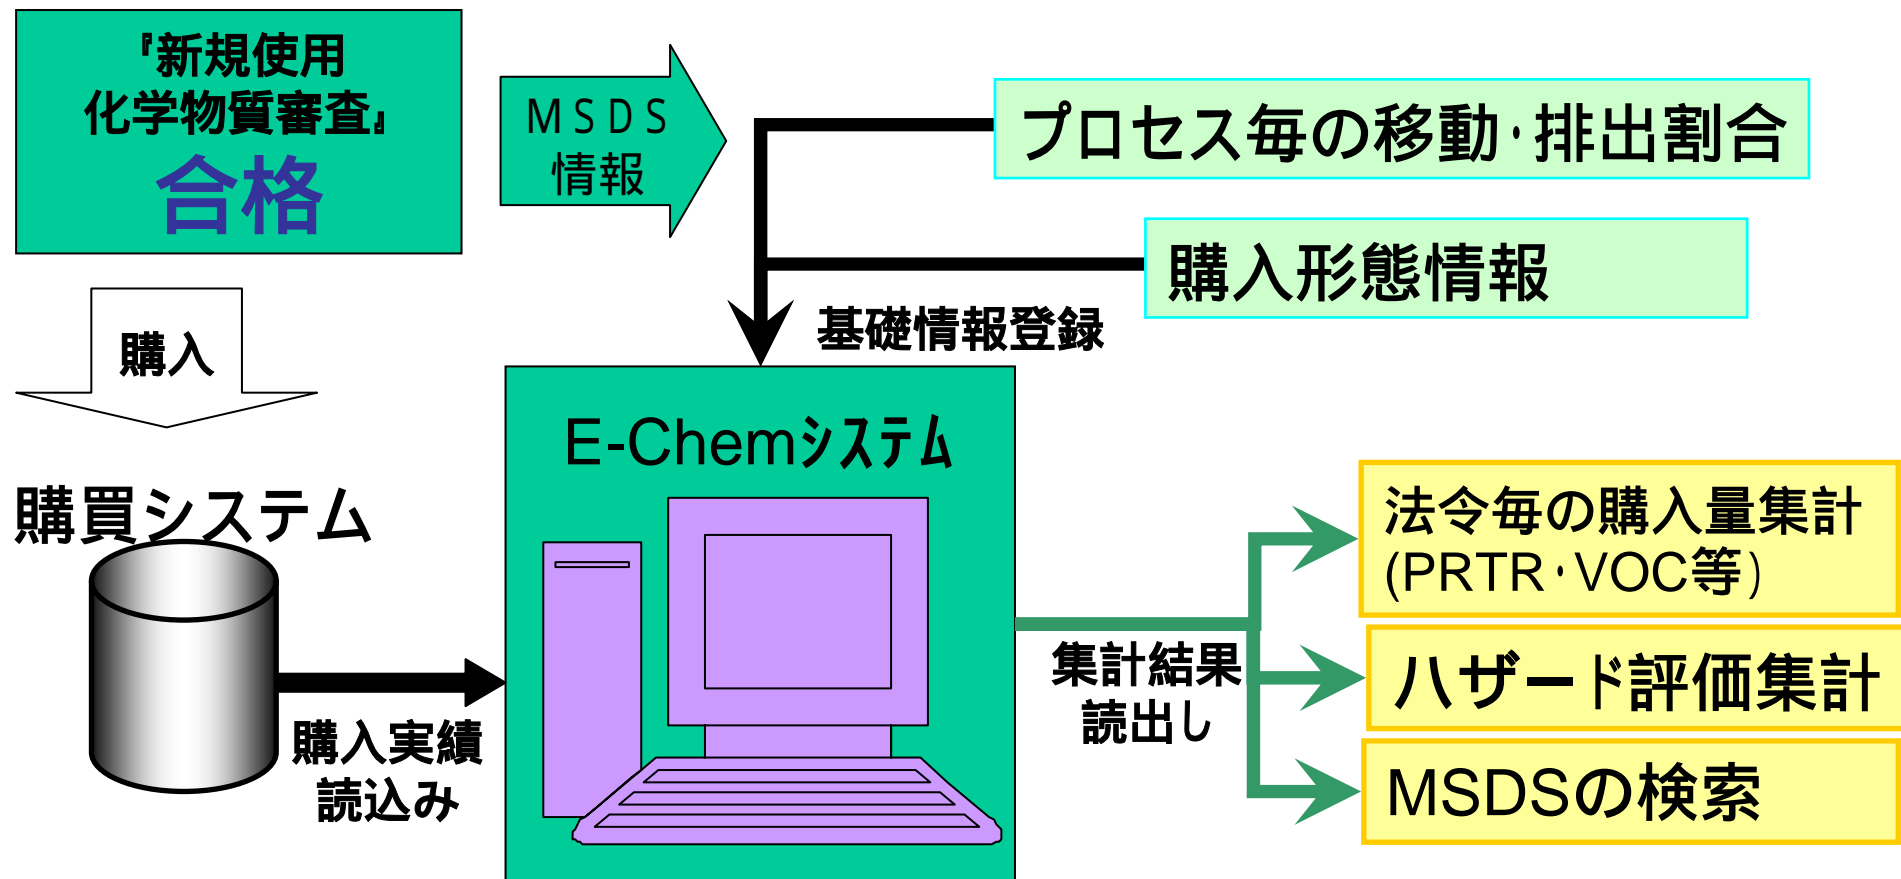 『新規使用
化学物質審査』
合格
MSDS
情報
プロセス毎の移動・排出割合
購入形態情報
基礎情報登録
購入
E-Chemシステム
購買システム
購入実績
読込み
集計結果
読出し
法令毎の購入量集計
(PRTR・VOC等)
ハザード評価集計
MSDSの検索